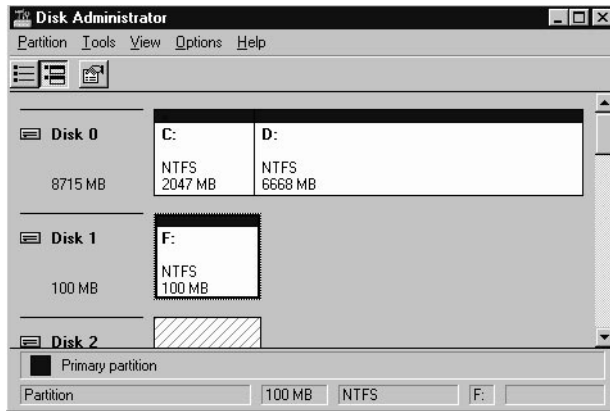 Disk Administrator
Partition Tools View Options Help
Disk 0
8715 MB
C:
NTFS
2047 MB
D:
NTFS
6668 MB
Disk 1
100 MB
F:
NTFS
100 MB
Disk 2
Primary partition
Partition 100 MB NTFS F: